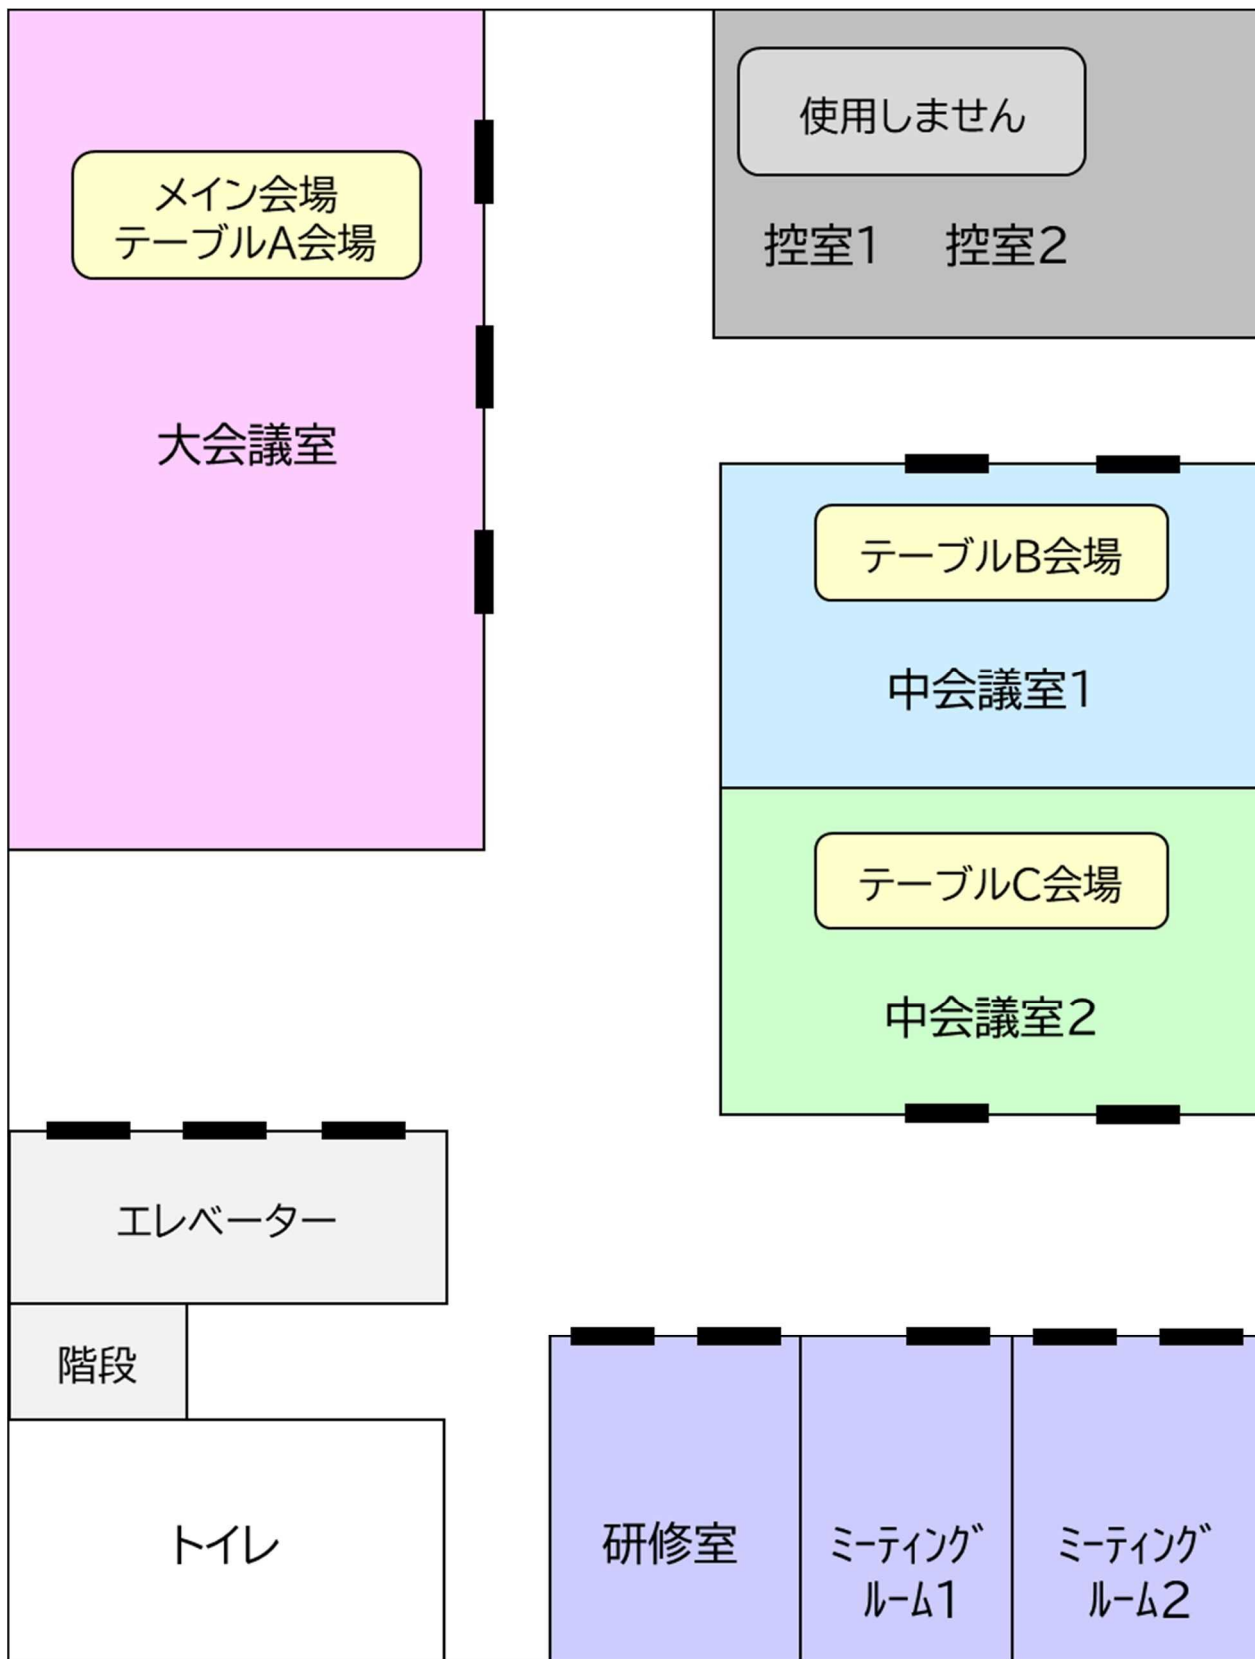 メイン会場
テーブルA会場
大会議室
使用しません
控室1 控室2
テーブルB会場
中会議室1
テーブルC会場
中会議室2
エレベーター
階段
トイレ
研修室
ﾐｰﾃｨﾝｸﾞ
ﾙｰﾑ1
ﾐｰﾃｨﾝｸﾞ
ﾙｰﾑ2